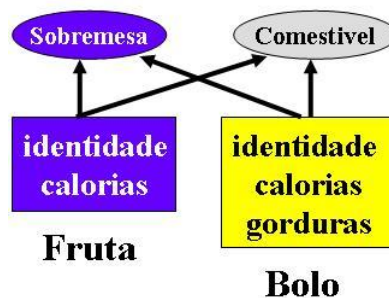 Sobremesa
Comestivel
identidade
calorias
Fruta
identidade
calorias
gorduras
Bolo